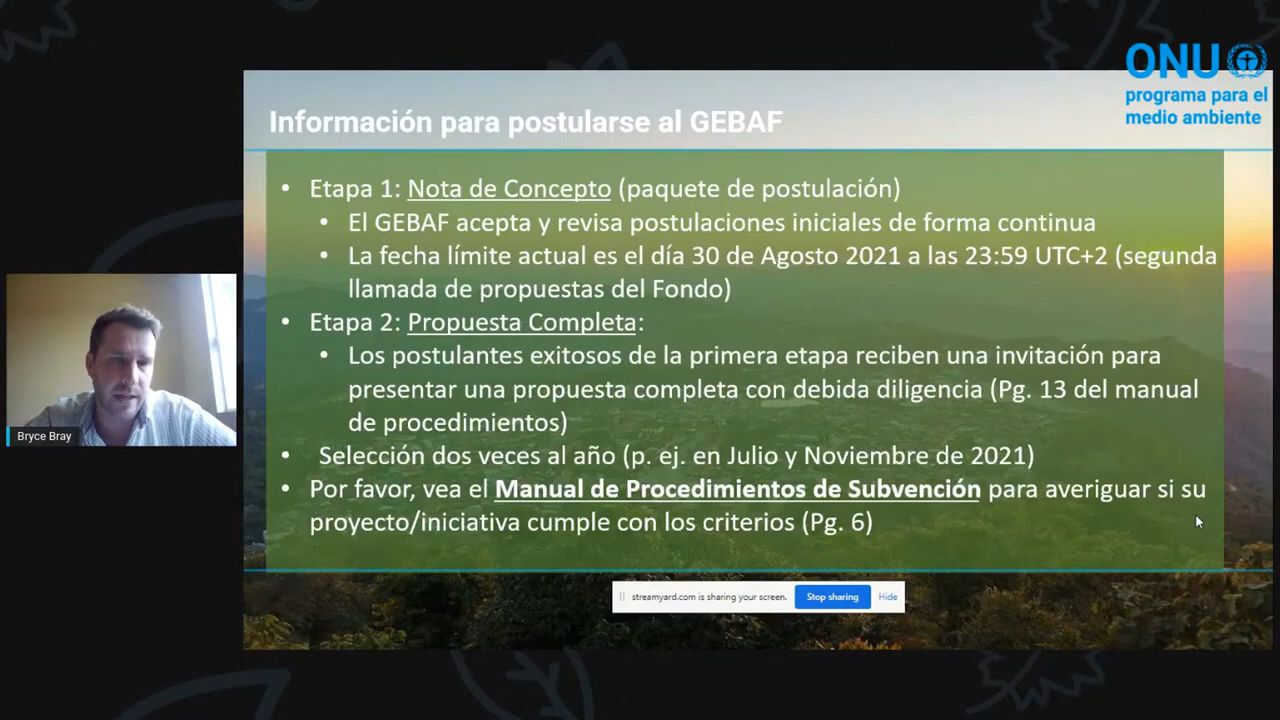 ONU
programa para el
medio ambiente
Información para postularse al GEBAF
• Etapa 1: Nota de Concepto (paquete de postulación)
• El GEBAF acepta y revisa postulaciones iniciales de forma continua
• La fecha límite actual es el día 30 de Agosto 2021 a las 23:59 UTC+2 (segunda
llamada de propuestas del Fondo)
• Etapa 2: Propuesta Completa:
• Los postulantes exitosos de la primera etapa reciben una invitación para
presentar una propuesta completa con debida diligencia (Pg. 13 del manual
de procedimientos)
• Selección dos veces al año (p. ej. en Julio y Noviembre de 2021)
• Por favor, vea el Manual de Procedimientos de Subvención para averiguar si su
proyecto/iniciativa cumple con los criterios (Pg. 6)
Bryce Bray
streamyard.com is sharing your screen. Stop sharing Hide